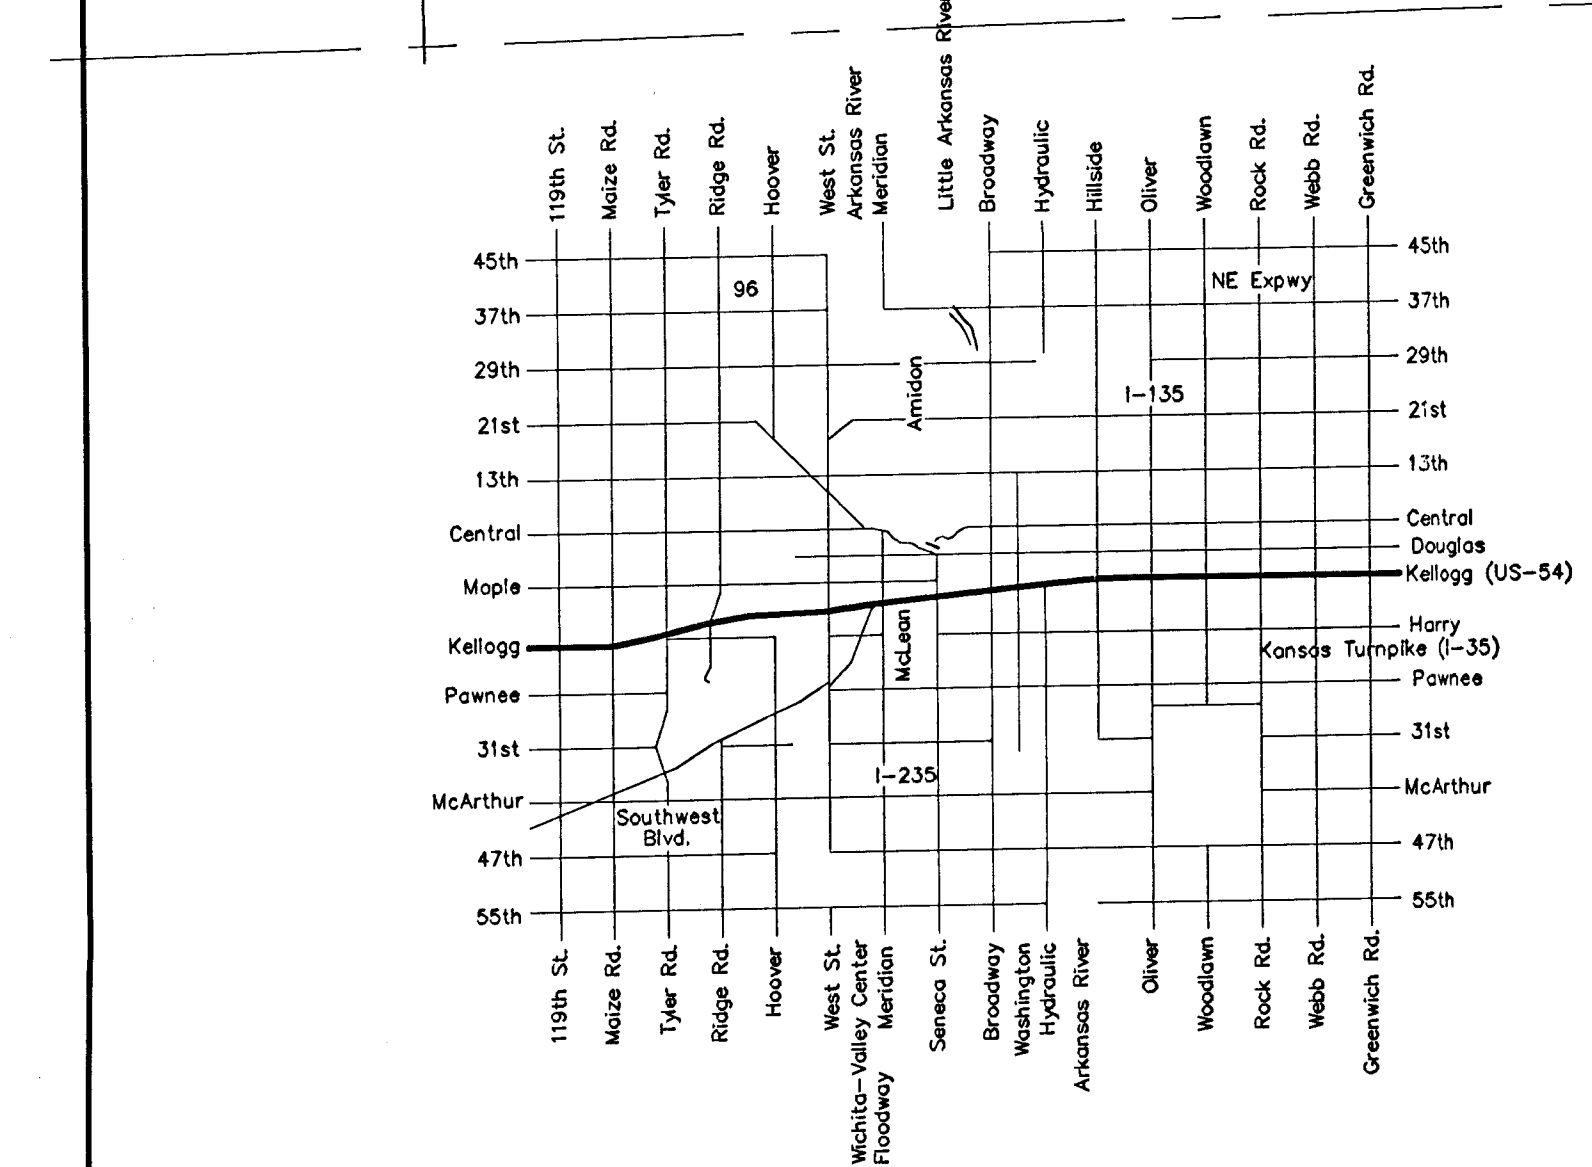 119th St.
Maize Rd.
Tyler Rd.
Ridge Rd.
Hoover
West St.
Arkansas River
Meridian
Little Arkansas River
Broadway
Hydraulic
Hillside
Oliver
Woodlawn
Rock Rd.
Webb Rd.
Greenwich Rd.
45th
45th
96
NE Expwy
37th
37th
29th
29th
Amidon
I-135
21st
21st
13th
13th
Central
Central
Douglas
Maple
Kellogg (US-54)
Kellogg
McLean
Harry
Kansas Turnpike (I-35)
Pawnee
Pawnee
31st
31st
I-235
McArthur
McArthur
Southwest
Blvd.
47th
47th
55th
55th
119th St.
Maize Rd.
Tyler Rd.
Ridge Rd.
Hoover
West St.
Wichita-Valley Center
Floodway
Meridian
Seneca St.
Broadway
Washington
Hydraulic
Arkansas River
Oliver
Woodlawn
Rock Rd.
Webb Rd.
Greenwich Rd.